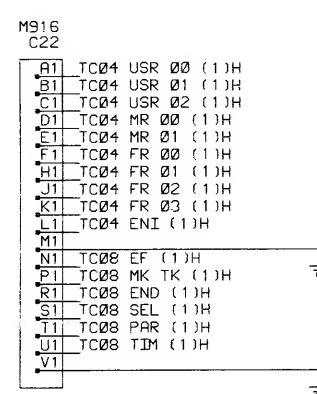 M916
C22
A1 TC04 USR 00 (1)H
B1 TC04 USR 01 (1)H
C1 TC04 USR 02 (1)H
D1 TC04 MR 00 (1)H
E1 TC04 MR 01 (1)H
F1 TC04 FR 00 (1)H
H1 TC04 FR 01 (1)H
J1 TC04 FR 02 (1)H
K1 TC04 FR 03 (1)H
L1 TC04 ENI (1)H
M1
N1 TC08 EF (1)H
P1 TC08 MK TK (1)H
R1 TC08 END (1)H
S1 TC08 SEL (1)H
T1 TC08 PAR (1)H
U1 TC08 TIM (1)H
V1